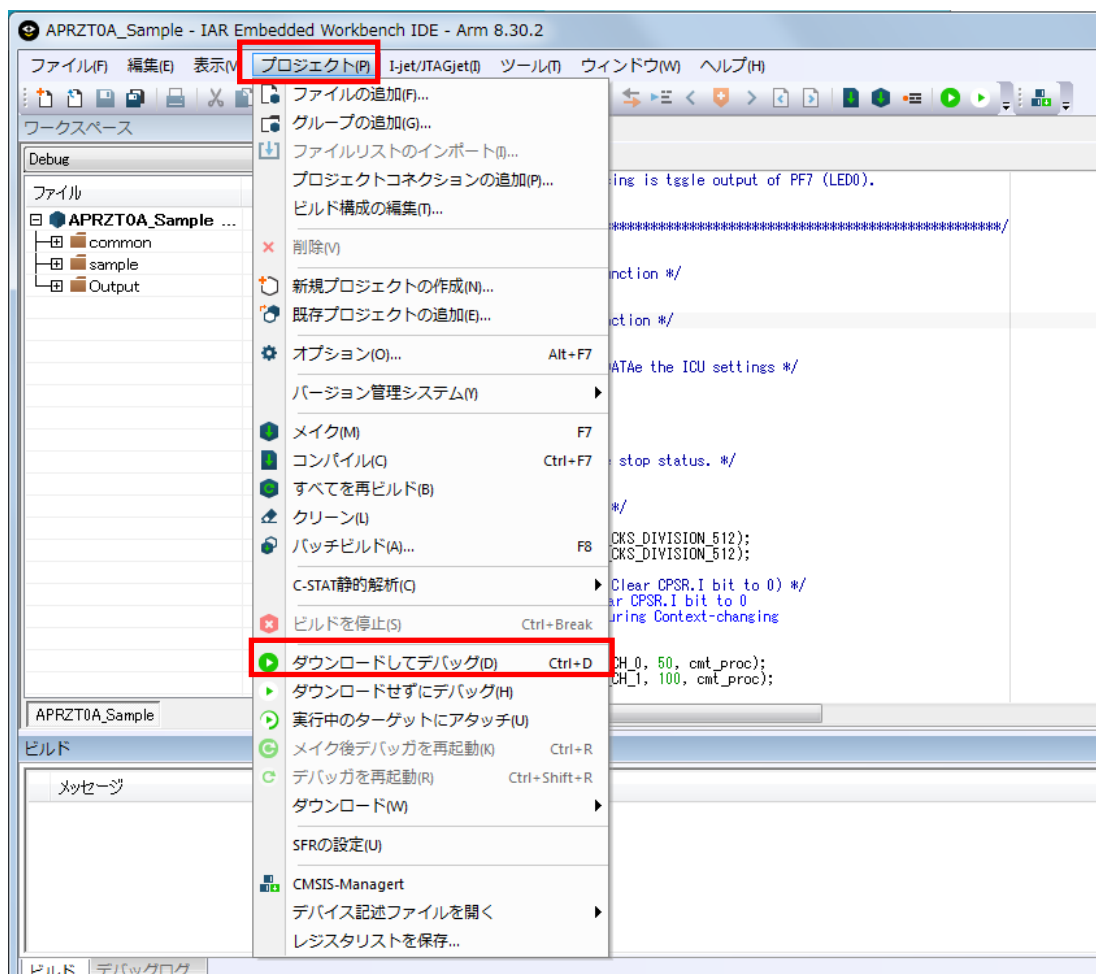 APRZT0A_Sample - IAR Embedded Workbench IDE - Arm 8.30.2
ファイル(F) 編集(E) 表示(V プロジェクト(P) I-jet/JTAGjet(I) ツール(T) ウィンドウ(W) ヘルプ(H)
ワークスペース
Debug
ファイル
APRZT0A_Sample ...
common
sample
Output
APRZT0A_Sample
ファイルの追加(F)...
グループの追加(G)...
ファイルリストのインポート(I)...
プロジェクトコネクションの追加(P)...
ビルド構成の編集(T)...
削除(V)
新規プロジェクトの作成(N)...
既存プロジェクトの追加(E)...
オプション(O)... Alt+F7
バージョン管理システム(Y)
メイク(M) F7
コンパイル(C) Ctrl+F7
すべてを再ビルド(B)
クリーン(L)
バッチビルド(A)... F8
C-STAT静的解析(C)
ビルドを停止(S) Ctrl+Break
ダウンロードしてデバッグ(D) Ctrl+D
ダウンロードせずにデバッグ(H)
実行中のターゲットにアタッチ(U)
メイク後デバッガを再起動(K) Ctrl+R
デバッガを再起動(R) Ctrl+Shift+R
ダウンロード(W)
SFRの設定(U)
CMSIS-Managert
デバイス記述ファイルを開く
レジスタリストを保存...
ing is tggle output of PF7 (LED0).
*****************************************************/
nction */
ction */
ATAe the ICU settings */
stop status. */
*/
CKS_DIVISION_512);
CKS_DIVISION_512);
Clear CPSR.I bit to 0) */
ar CPSR.I bit to 0
uring Context-changing
CH_0, 50, cmt_proc);
CH_1, 100, cmt_proc);
ビルド
メッセージ
ビルド デバッグログ